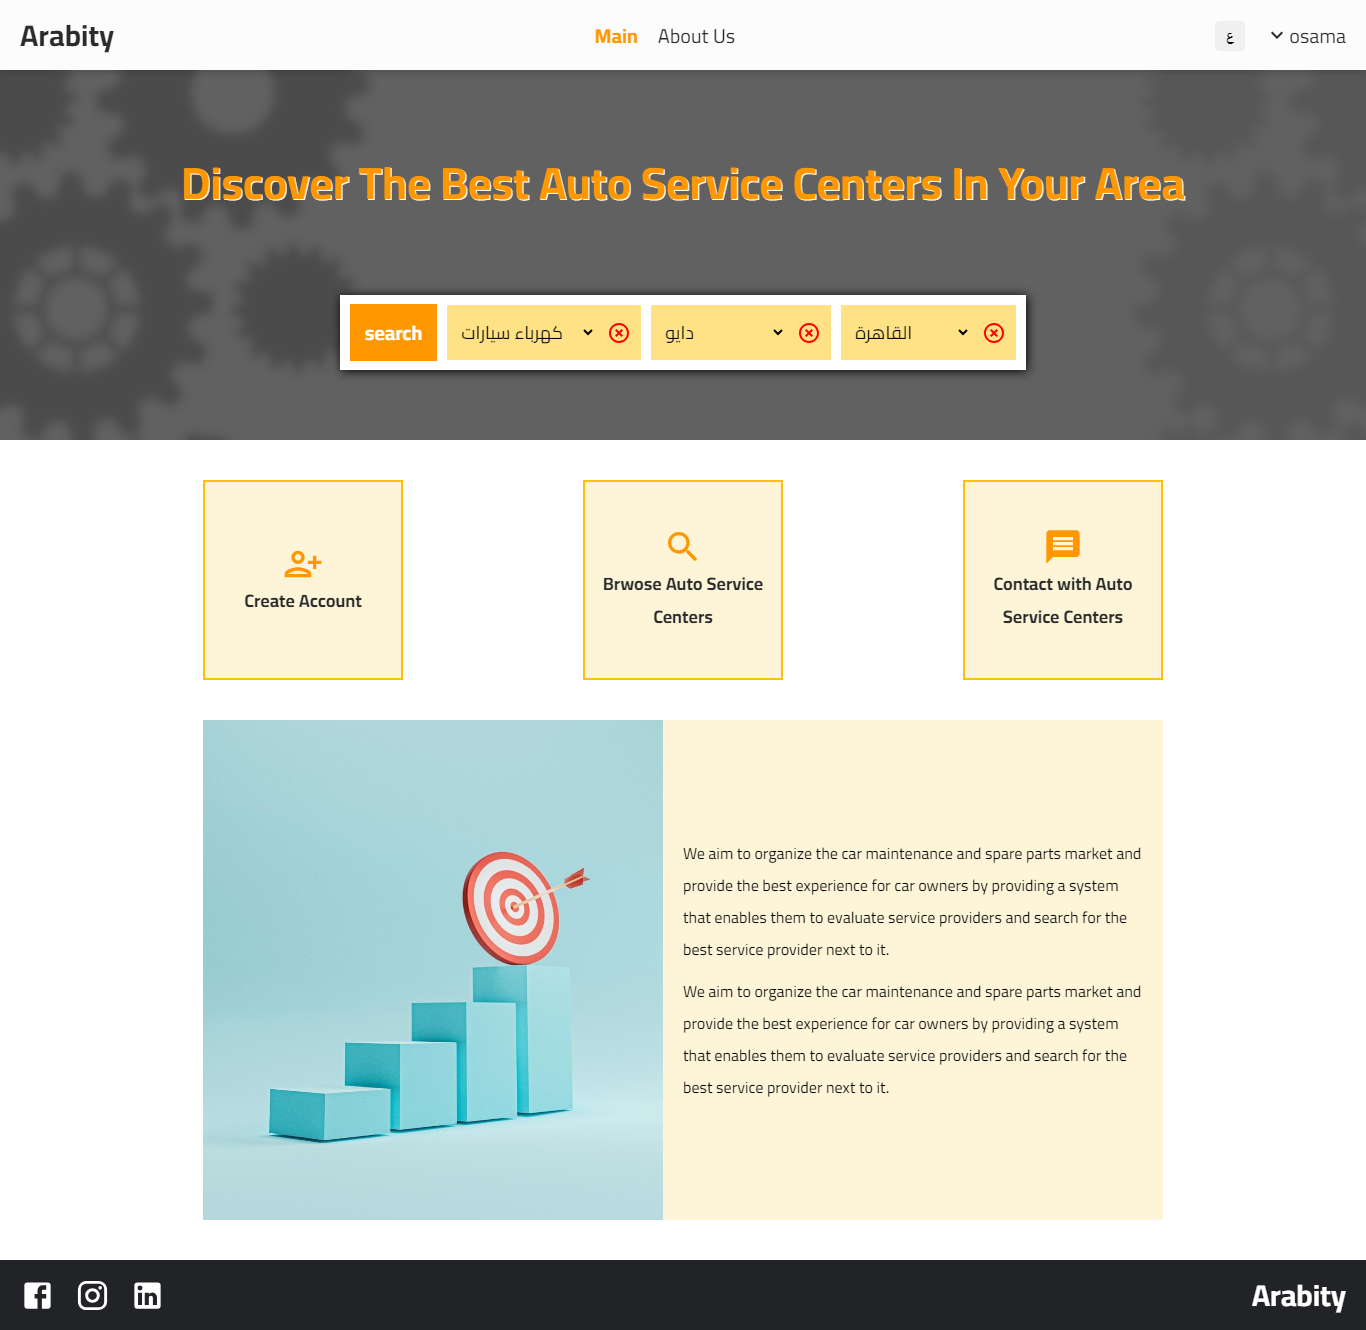 Arabity
Main
About Us
ع
osama
Discover The Best Auto Service Centers In Your Area
search
كهرباء سيارات
دايو
القاهرة
Create Account
Brwose Auto Service
Centers
Contact with Auto
Service Centers
We aim to organize the car maintenance and spare parts market and
provide the best experience for car owners by providing a system
that enables them to evaluate service providers and search for the
best service provider next to it.
We aim to organize the car maintenance and spare parts market and
provide the best experience for car owners by providing a system
that enables them to evaluate service providers and search for the
best service provider next to it.
Arabity